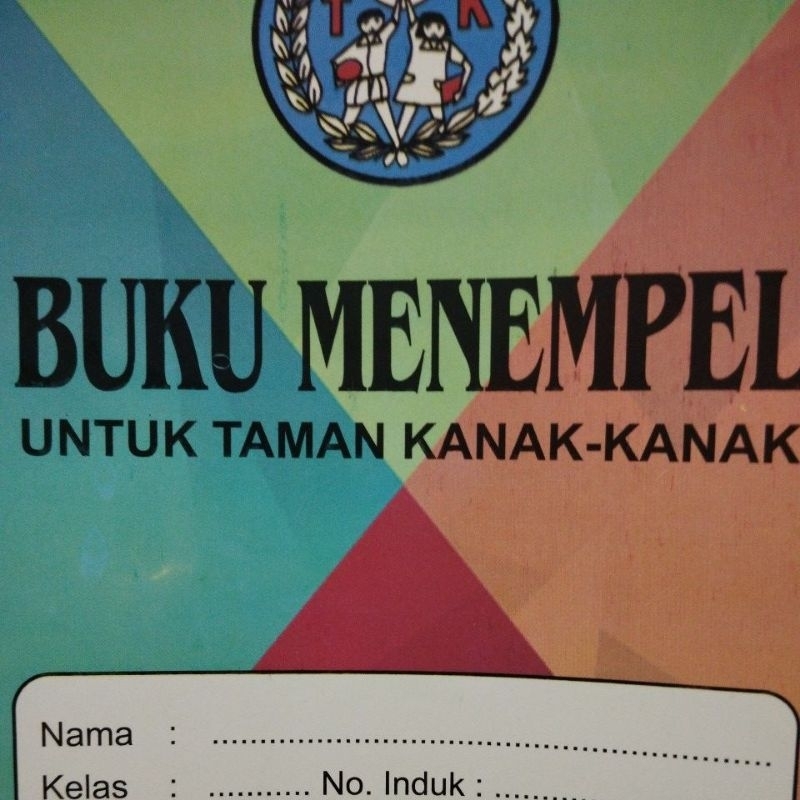 T K
BUKU MENEMPEL
UNTUK TAMAN KANAK-KANAK
Nama : ........................................................................
Kelas : ........... No. Induk : ...........